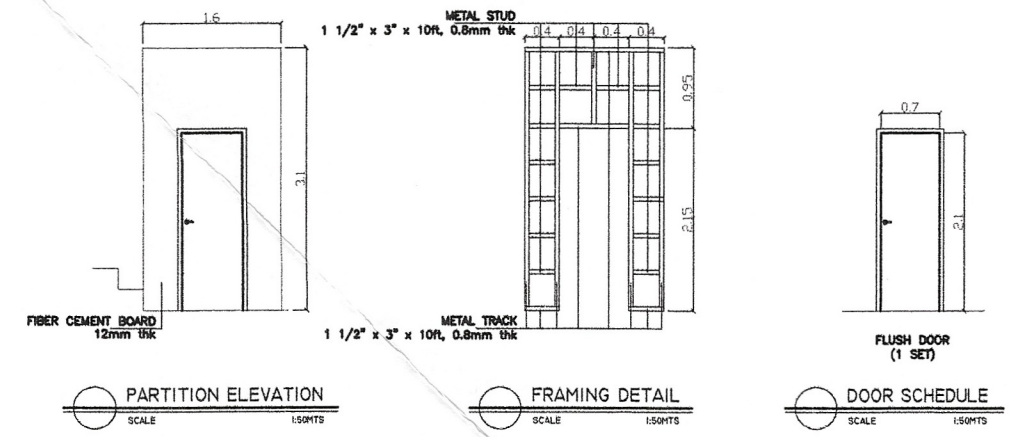 1.6
3.1
FIBER CEMENT BOARD
12mm thk
PARTITION ELEVATION
SCALE 1:50MTS
METAL STUD
1 1/2" x 3" x 10ft, 0.8mm thk
0.4 0.4 0.4 0.4
0.95
2.15
METAL TRACK
1 1/2" x 3" x 10ft, 0.8mm thk
FRAMING DETAIL
SCALE 1:50MTS
0.7
2.1
FLUSH DOOR
(1 SET)
DOOR SCHEDULE
SCALE 1:50MTS